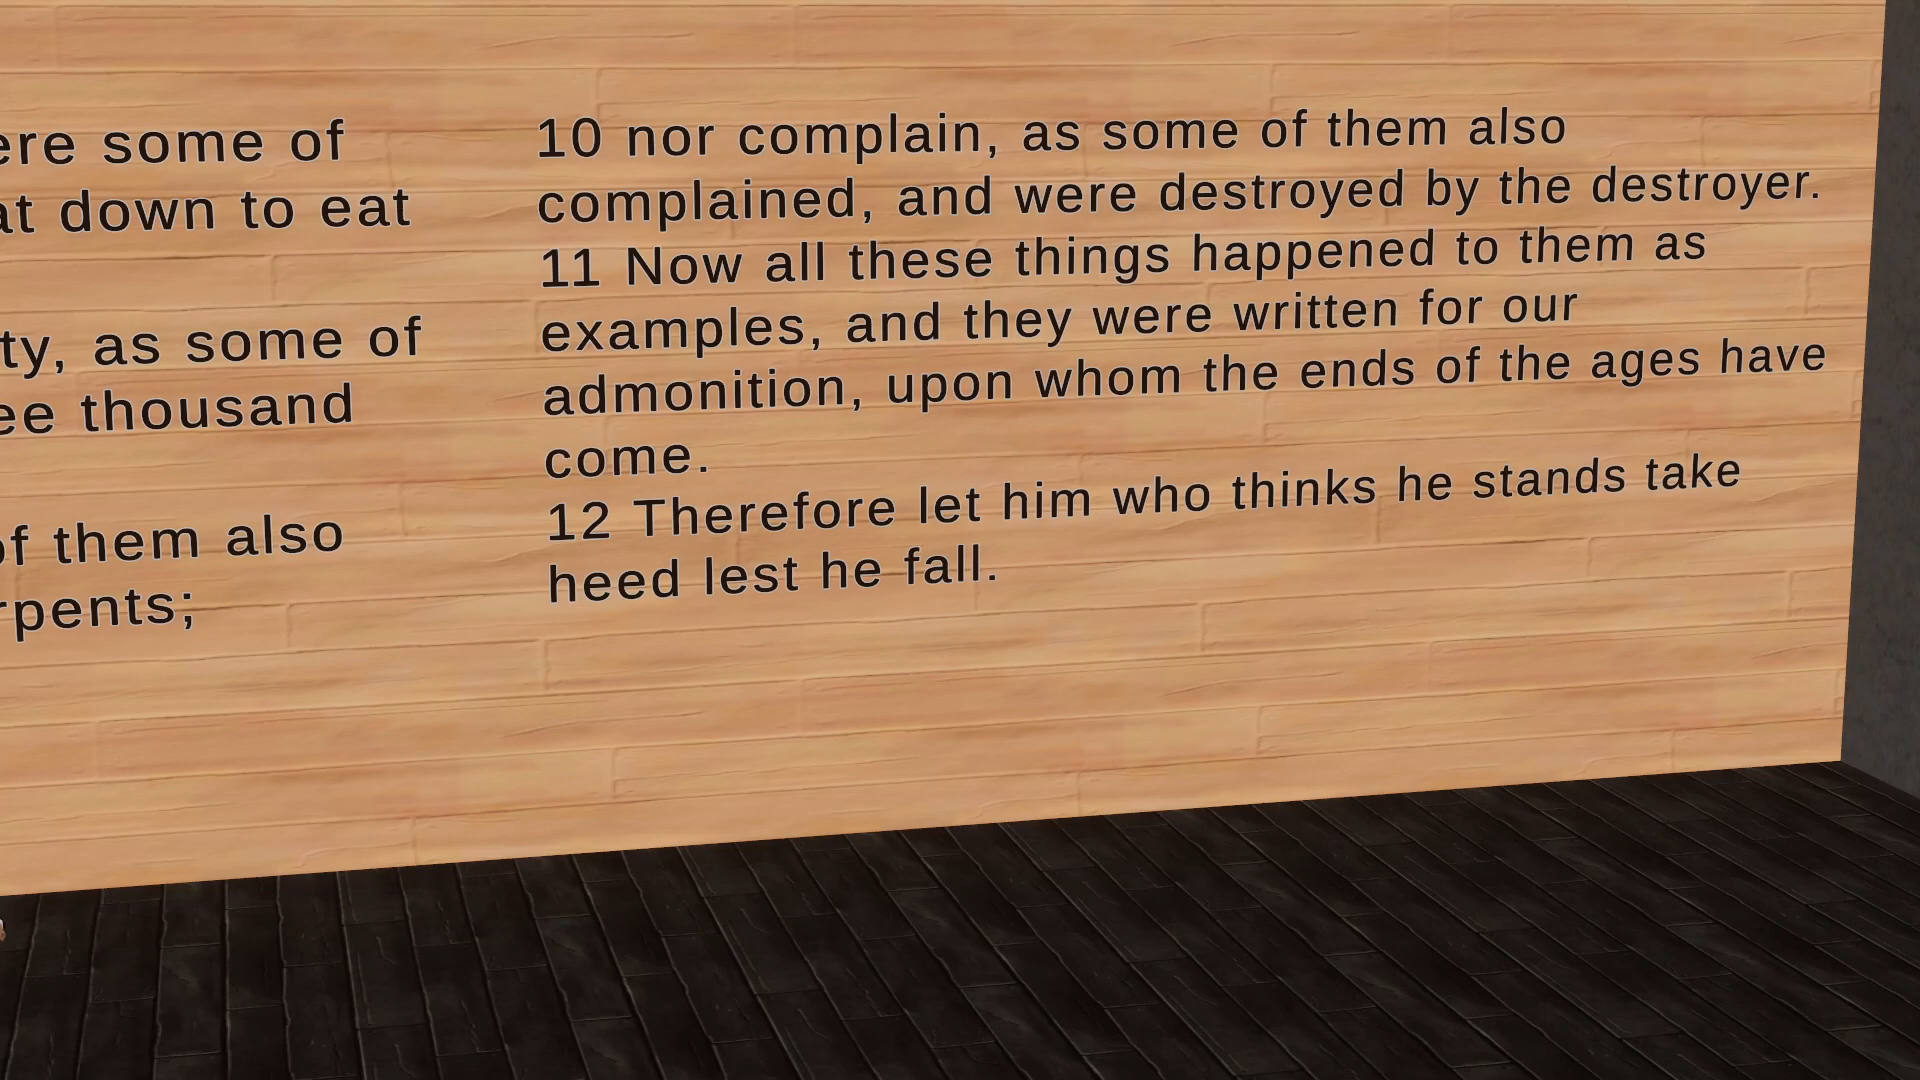 ere some of
at down to eat
ty, as some of
ee thousand
of them also
rpents;
10 nor complain, as some of them also
complained, and were destroyed by the destroyer.
11 Now all these things happened to them as
examples, and they were written for our
admonition, upon whom the ends of the ages have
come.
12 Therefore let him who thinks he stands take
heed lest he fall.